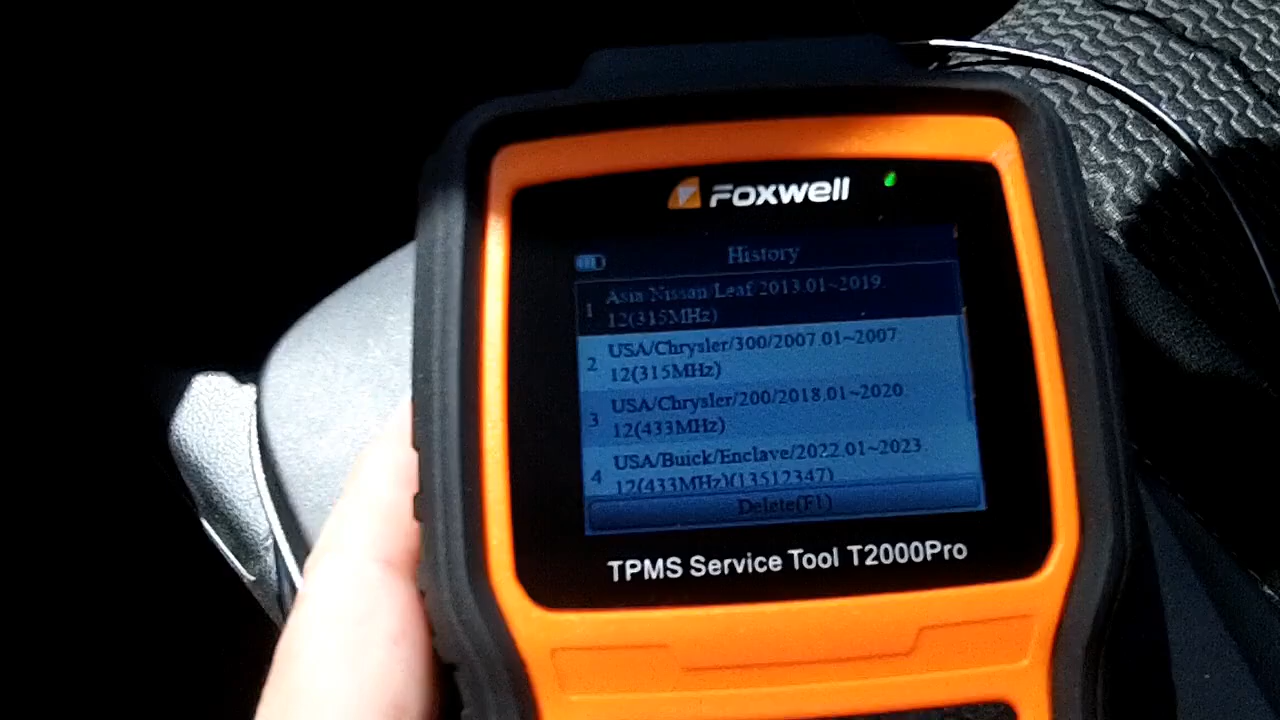 FOXWELL
History
1 Asia/Nissan/Leaf/2013.01~2019.
12(315MHz)
2 USA/Chrysler/300/2007.01~2007.
12(315MHz)
3 USA/Chrysler/200/2018.01~2020.
12(433MHz)
4 USA/Buick/Enclave/2022.01~2023.
12(433MHz)(13512347)
Delete(F1)
TPMS Service Tool T2000Pro